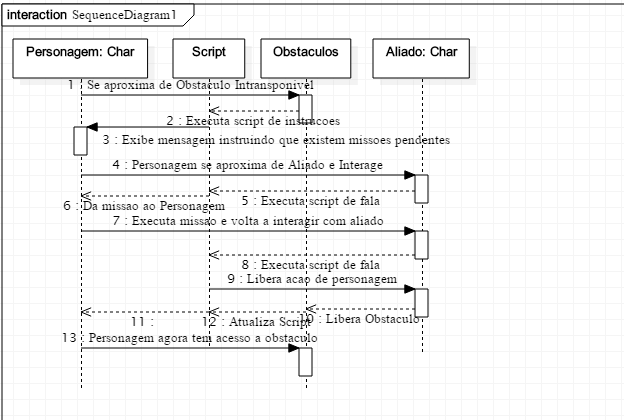 interaction SequenceDiagram1
Personagem: Char
Script
Obstaculos
Aliado: Char
1 : Se aproxima de Obstaculo Intransponivel
2 : Executa script de instrucoes
3 : Exibe mensagem instruindo que existem missoes pendentes
4 : Personagem se aproxima de Aliado e Interage
5 : Executa script de fala
6 : Da missao ao Personagem
7 : Executa missao e volta a interagir com aliado
8 : Executa script de fala
9 : Libera acao de personagem
10 : Libera Obstaculo
11 :
12 : Atualiza Script
13 : Personagem agora tem acesso a obstaculo